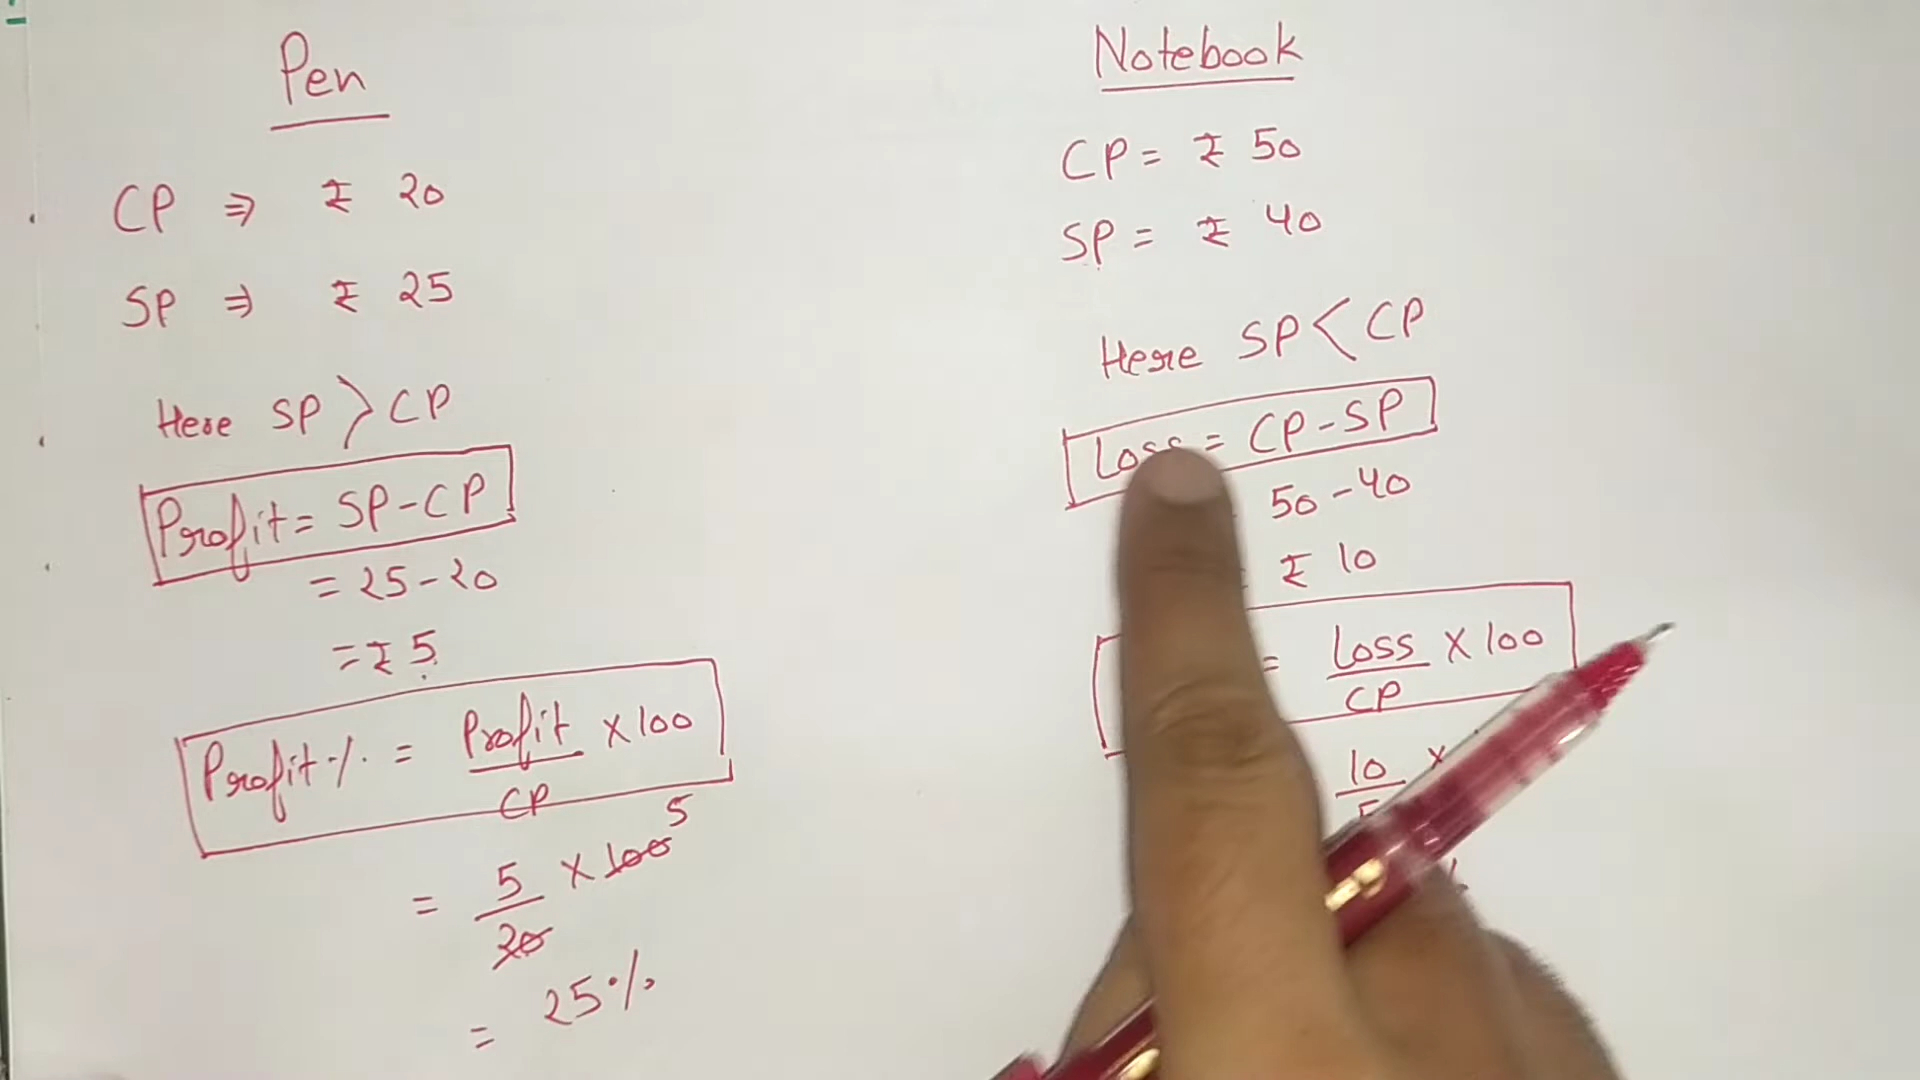 Pen
CP ⇒ ₹ 20
SP ⇒ ₹ 25
Here SP > CP
Profit = SP - CP
= 25 - 20
= ₹ 5
Profit % = Profit/CP × 100
= 5/20 × 100 5
= 25%
Notebook
CP = ₹ 50
SP = ₹ 40
Here SP < CP
Loss = CP - SP
50 - 40
₹ 10
= Loss/CP × 100
10 ×